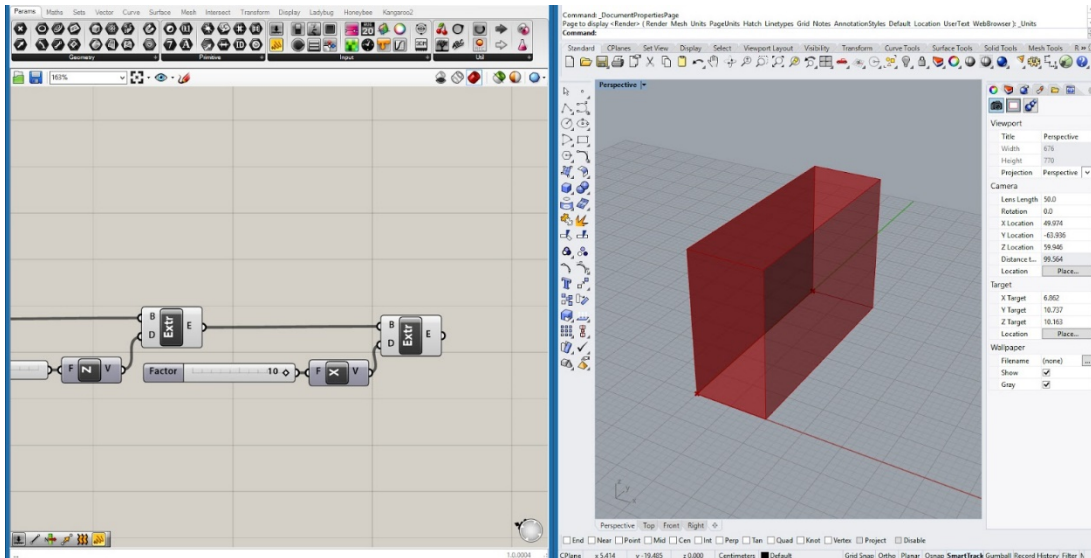 Params Maths Sets Vector Curve Surface Mesh Intersect Transform Display Ladybug Honeybee Kangaroo2
Geometry Primitive Input Util
163%
B
D
Extr
E
F
Z
V
Factor
10
F
X
V
B
D
Extr
E
1.0.0004
Command: _DocumentPropertiesPage
Page to display <Render> ( Render Mesh Units PageUnits Hatch Linetypes Grid Notes AnnotationStyles Default Location UserText WebBrowser ): _Units
Command:
Standard CPlanes Set View Display Select Viewport Layout Visibility Transform Curve Tools Surface Tools Solid Tools Mesh Tools
Perspective
Viewport
Title Perspective
Width 676
Height 770
Projection Perspective
Camera
Lens Length 50.0
Rotation 0.0
X Location 49.974
Y Location -63.936
Z Location 59.946
Distance t... 99.564
Location Place...
Target
X Target 6.862
Y Target 10.737
Z Target 10.163
Location Place...
Wallpaper
Filename (none) ...
Show
Gray
z
y
x
Perspective Top Front Right
End Near Point Mid Cen Int Perp Tan Quad Knot Vertex Project Disable
CPlane x 5.414 y -19.485 z 0.000 Centimeters Default Grid Snap Ortho Planar Osnap SmartTrack Gumball Record History Filter